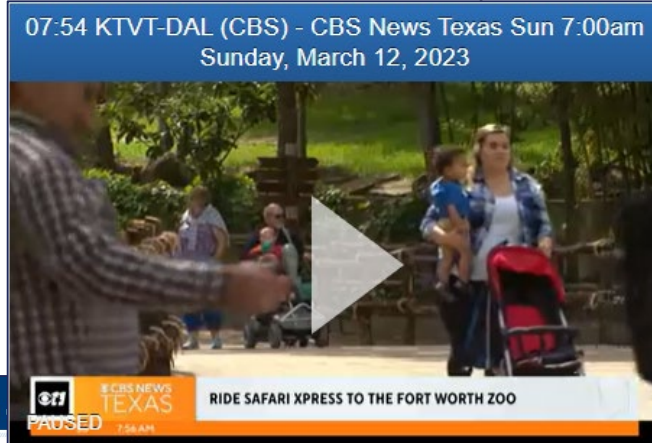 07:54 KTVT-DAL (CBS) - CBS News Texas Sun 7:00am
Sunday, March 12, 2023
CBS NEWS
TEXAS
RIDE SAFARI XPRESS TO THE FORT WORTH ZOO
PAUSED
7:56 AM